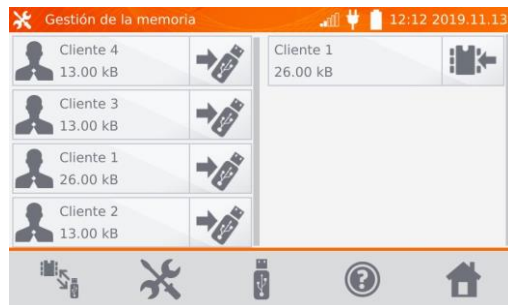 Gestión de la memoria
12:12 2019.11.13
Cliente 4
13.00 kB
Cliente 3
13.00 kB
Cliente 1
26.00 kB
Cliente 2
13.00 kB
Cliente 1
26.00 kB